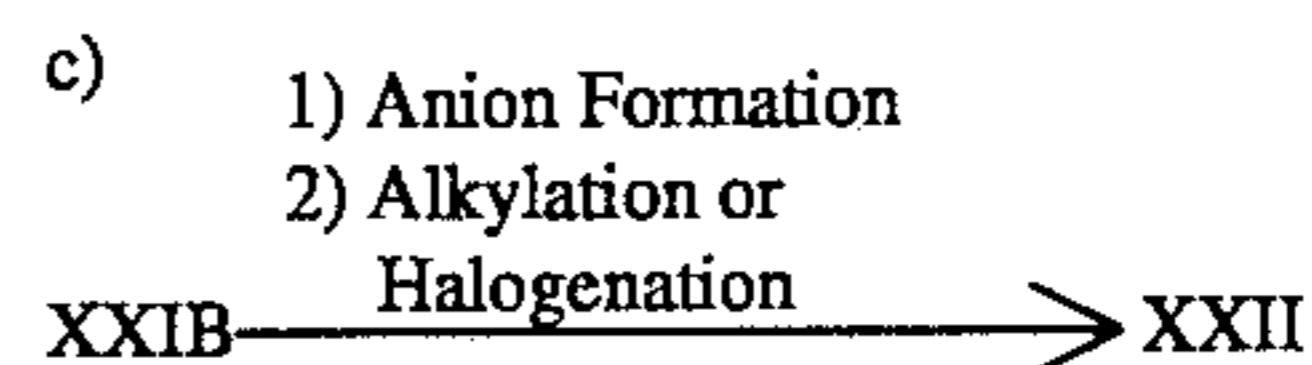 c)
1) Anion Formation
2) Alkylation or
Halogenation
XXIB XXII